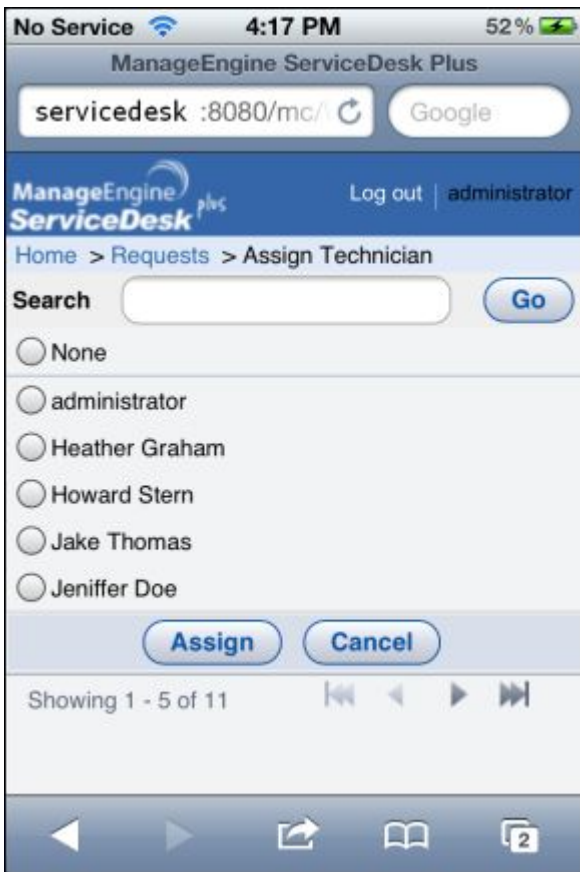 No Service 4:17 PM 52%
ManageEngine ServiceDesk Plus
servicedesk :8080/mc/ Google
ManageEngine
ServiceDesk plus Log out | administrator
Home > Requests > Assign Technician
Search Go
None
administrator
Heather Graham
Howard Stern
Jake Thomas
Jeniffer Doe
Assign Cancel
Showing 1 - 5 of 11
2